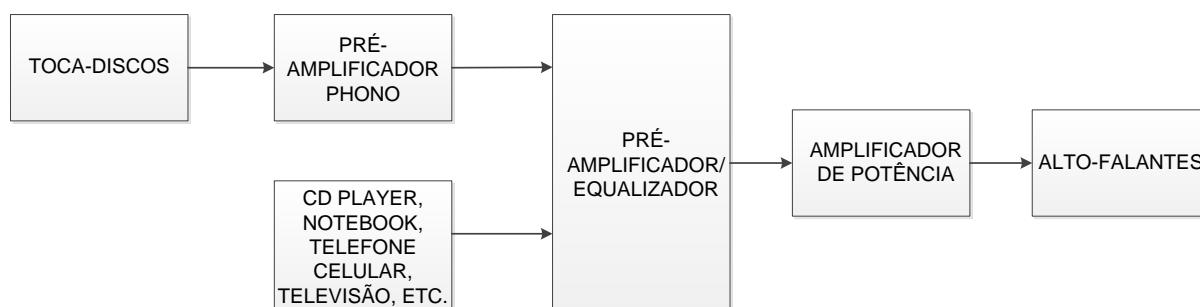 TOCA-DISCOS
PRÉ-
AMPLIFICADOR
PHONO
CD PLAYER,
NOTEBOOK,
TELEFONE
CELULAR,
TELEVISÃO, ETC.
PRÉ-
AMPLIFICADOR/
EQUALIZADOR
AMPLIFICADOR
DE POTÊNCIA
ALTO-FALANTES